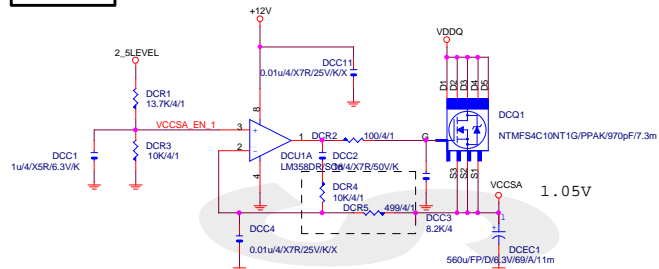 +12V
VDDQ
2_5LEVEL
DCC11
0.01u/4/X7R/25V/K/X
D1
D2
D3
D4
D5
DCR1
13.7K/4/1
8
DCQ1
VCCSA_EN_1
3
+
1
DCR2
100/4/1
G
NTMFS4C10NT1G/PPAK/970pF/7.3m
DCC1
1u/4/X5R/6.3V/K
DCR3
10K/4/1
2
-
4
DCU1A
LM358DR/SO8
DCC2
/4/X7R/50V/K
S3
S2
S1
DCR4
10K/4/1
VCCSA
1.05V
DCR5
499/4/1
DCC3
8.2K/4
1
+
DCC4
0.01u/4/X7R/25V/K/X
DCEC1
560u/FP/D/6.3V/69/A/11m